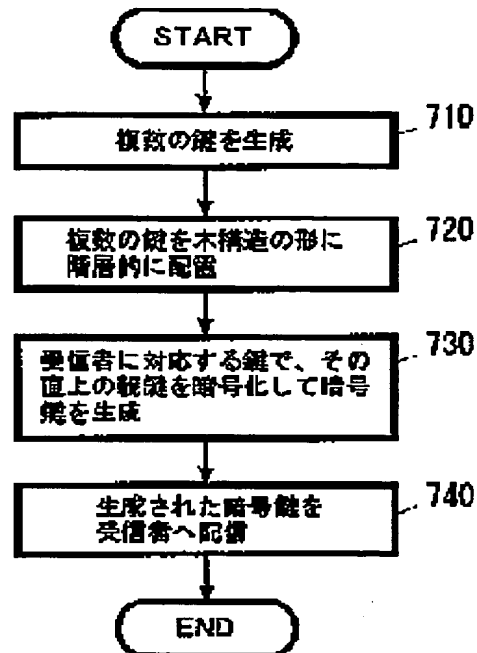 START
複数の鍵を生成
710
複数の鍵を木構造の形に
階層的に配置
720
受信者に対応する鍵で、その
直上の親鍵を暗号化して暗号
鍵を生成
730
生成された暗号鍵を
受信者へ配信
740
END